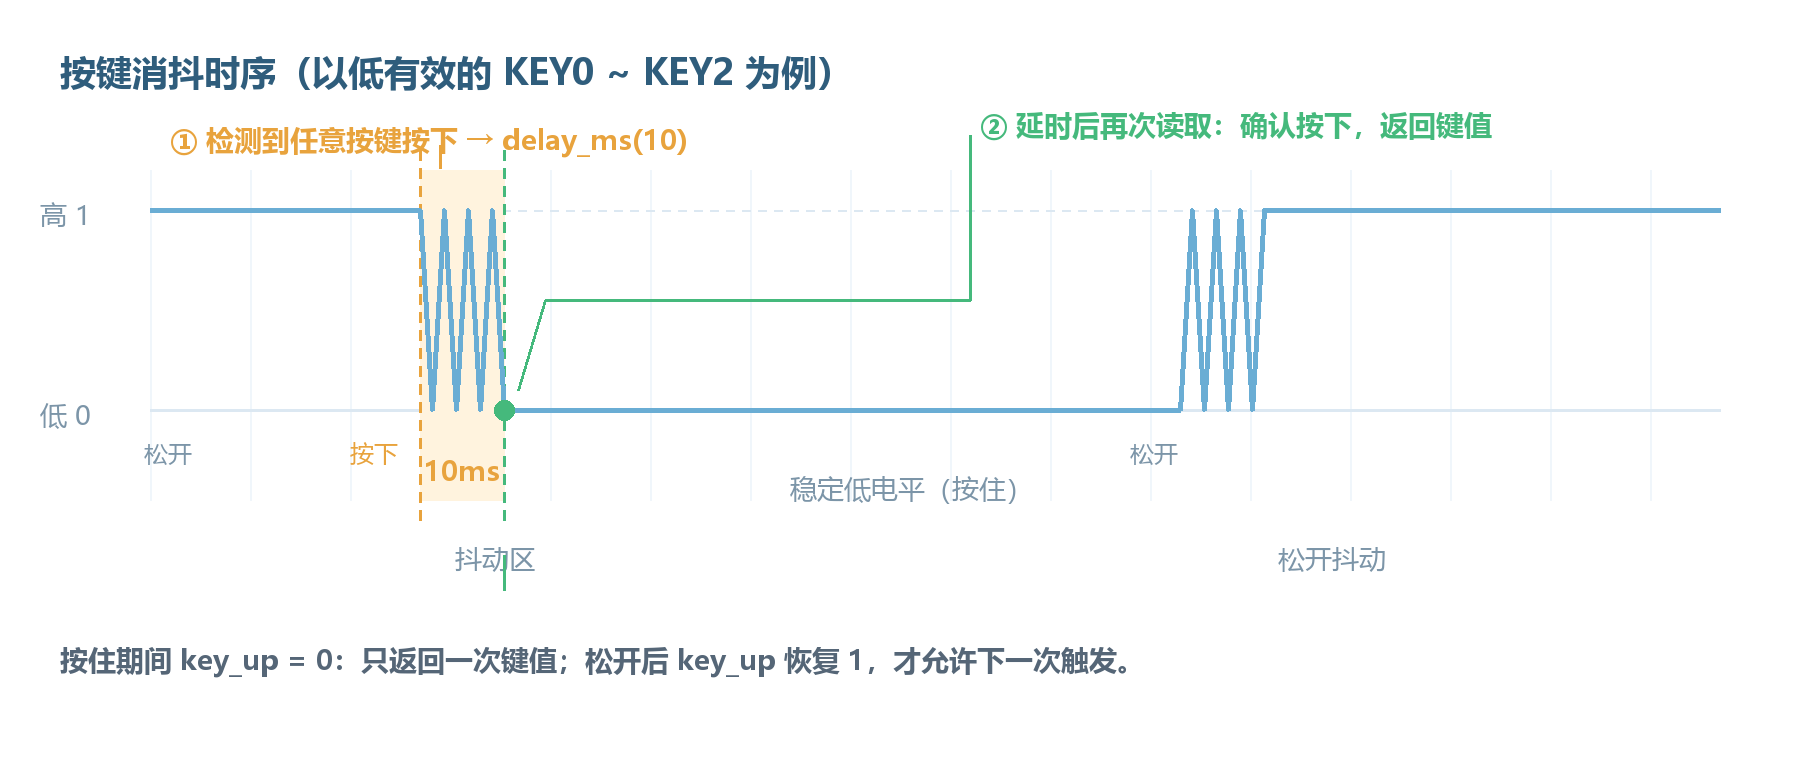 按键消抖时序（以低有效的 KEY0 ~ KEY2 为例）
② 延时后再次读取：确认按下，返回键值
① 检测到任意按键按下 → delay_ms(10)
高 1
低 0
松开
按下
松开
10ms
稳定低电平（按住）
抖动区
松开抖动
按住期间 key_up = 0：只返回一次键值；松开后 key_up 恢复 1，才允许下一次触发。